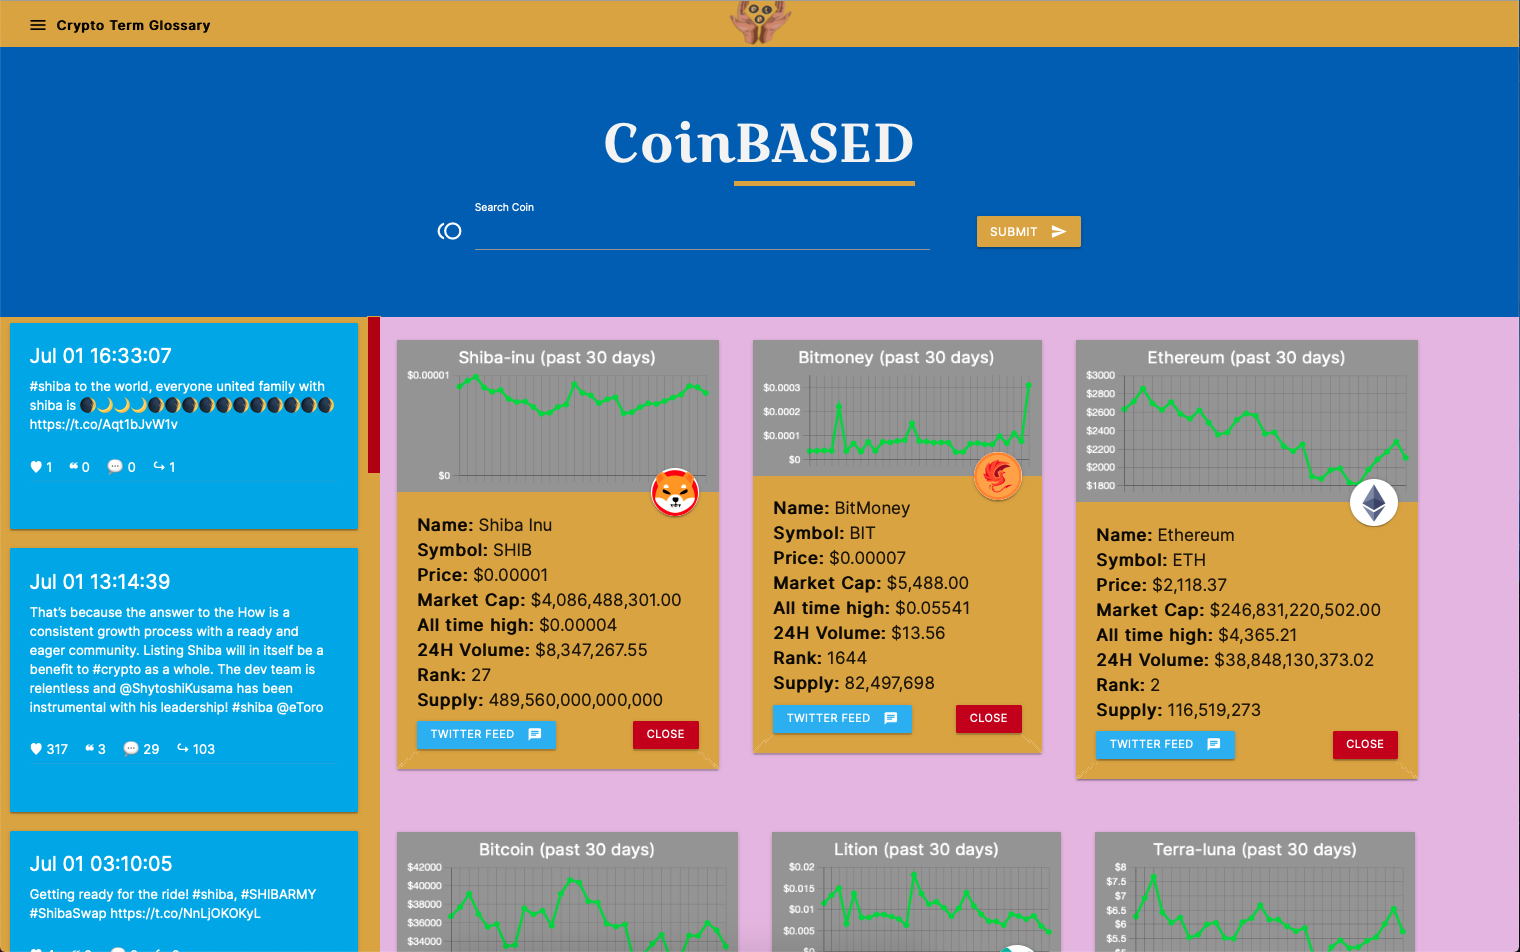 Crypto Term Glossary
CoinBASED
Search Coin
SUBMIT
Jul 01 16:33:07
#shiba to the world, everyone united family with
shiba is 🌒🌙🌙🌙🌒🌒🌒🌒🌒🌒🌒🌒🌒🌒🌒
https://t.co/Aqt1bJvW1v
♥ 1 ❝ 0 💬 0 ↪ 1
Jul 01 13:14:39
That's because the answer to the How is a
consistent growth process with a ready and
eager community. Listing Shiba will in itself be a
benefit to #crypto as a whole. The dev team is
relentless and @ShytoshiKusama has been
instrumental with his leadership! #shiba @eToro
♥ 317 ❝ 3 💬 29 ↪ 103
Jul 01 03:10:05
Getting ready for the ride! #shiba, #SHIBARMY
#ShibaSwap https://t.co/NnLjOKOKyL
Shiba-inu (past 30 days)
$0.00001
$0
Name: Shiba Inu
Symbol: SHIB
Price: $0.00001
Market Cap: $4,086,488,301.00
All time high: $0.00004
24H Volume: $8,347,267.55
Rank: 27
Supply: 489,560,000,000,000
TWITTER FEED
CLOSE
Bitmoney (past 30 days)
$0.0003
$0.0002
$0.0001
$0
Name: BitMoney
Symbol: BIT
Price: $0.00007
Market Cap: $5,488.00
All time high: $0.05541
24H Volume: $13.56
Rank: 1644
Supply: 82,497,698
TWITTER FEED
CLOSE
Ethereum (past 30 days)
$3000
$2800
$2600
$2400
$2200
$2000
$1800
Name: Ethereum
Symbol: ETH
Price: $2,118.37
Market Cap: $246,831,220,502.00
All time high: $4,365.21
24H Volume: $38,848,130,373.02
Rank: 2
Supply: 116,519,273
TWITTER FEED
CLOSE
Bitcoin (past 30 days)
$42000
$40000
$38000
$36000
$34000
Lition (past 30 days)
$0.02
$0.015
$0.01
$0.005
Terra-luna (past 30 days)
$8
$7.5
$7
$6.5
$6
$5.5